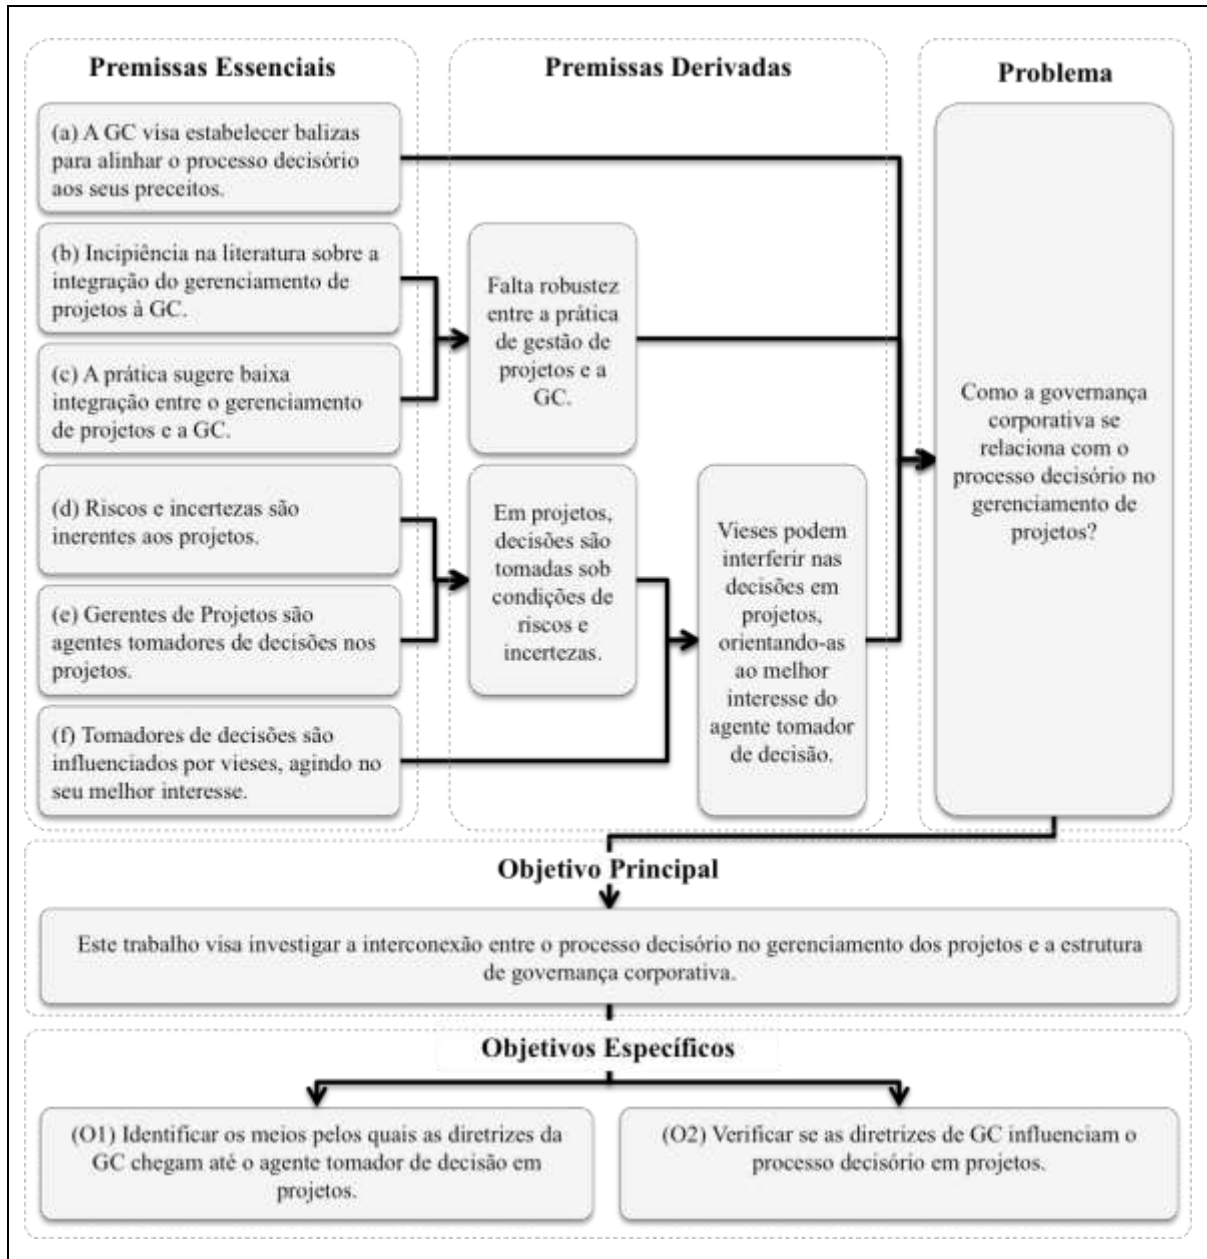 Premissas Essenciais
(a) A GC visa estabelecer balizas
para alinhar o processo decisório
aos seus preceitos.
(b) Incipiência na literatura sobre a
integração do gerenciamento de
projetos à GC.
(c) A prática sugere baixa
integração entre o gerenciamento
de projetos e a GC.
(d) Riscos e incertezas são
inerentes aos projetos.
(e) Gerentes de Projetos são
agentes tomadores de decisões nos
projetos.
(f) Tomadores de decisões são
influenciados por vieses, agindo no
seu melhor interesse.
Premissas Derivadas
Falta robustez
entre a prática
de gestão de
projetos e a
GC.
Em projetos,
decisões são
tomadas sob
condições de
riscos e
incertezas.
Vieses podem
interferir nas
decisões em
projetos,
orientando-as
ao melhor
interesse do
agente tomador
de decisão.
Problema
Como a governança
corporativa se
relaciona com o
processo decisório no
gerenciamento de
projetos?
Objetivo Principal
Este trabalho visa investigar a interconexão entre o processo decisório no gerenciamento dos projetos e a estrutura
de governança corporativa.
Objetivos Específicos
(O1) Identificar os meios pelos quais as diretrizes da
GC chegam até o agente tomador de decisão em
projetos.
(O2) Verificar se as diretrizes de GC influenciam o
processo decisório em projetos.